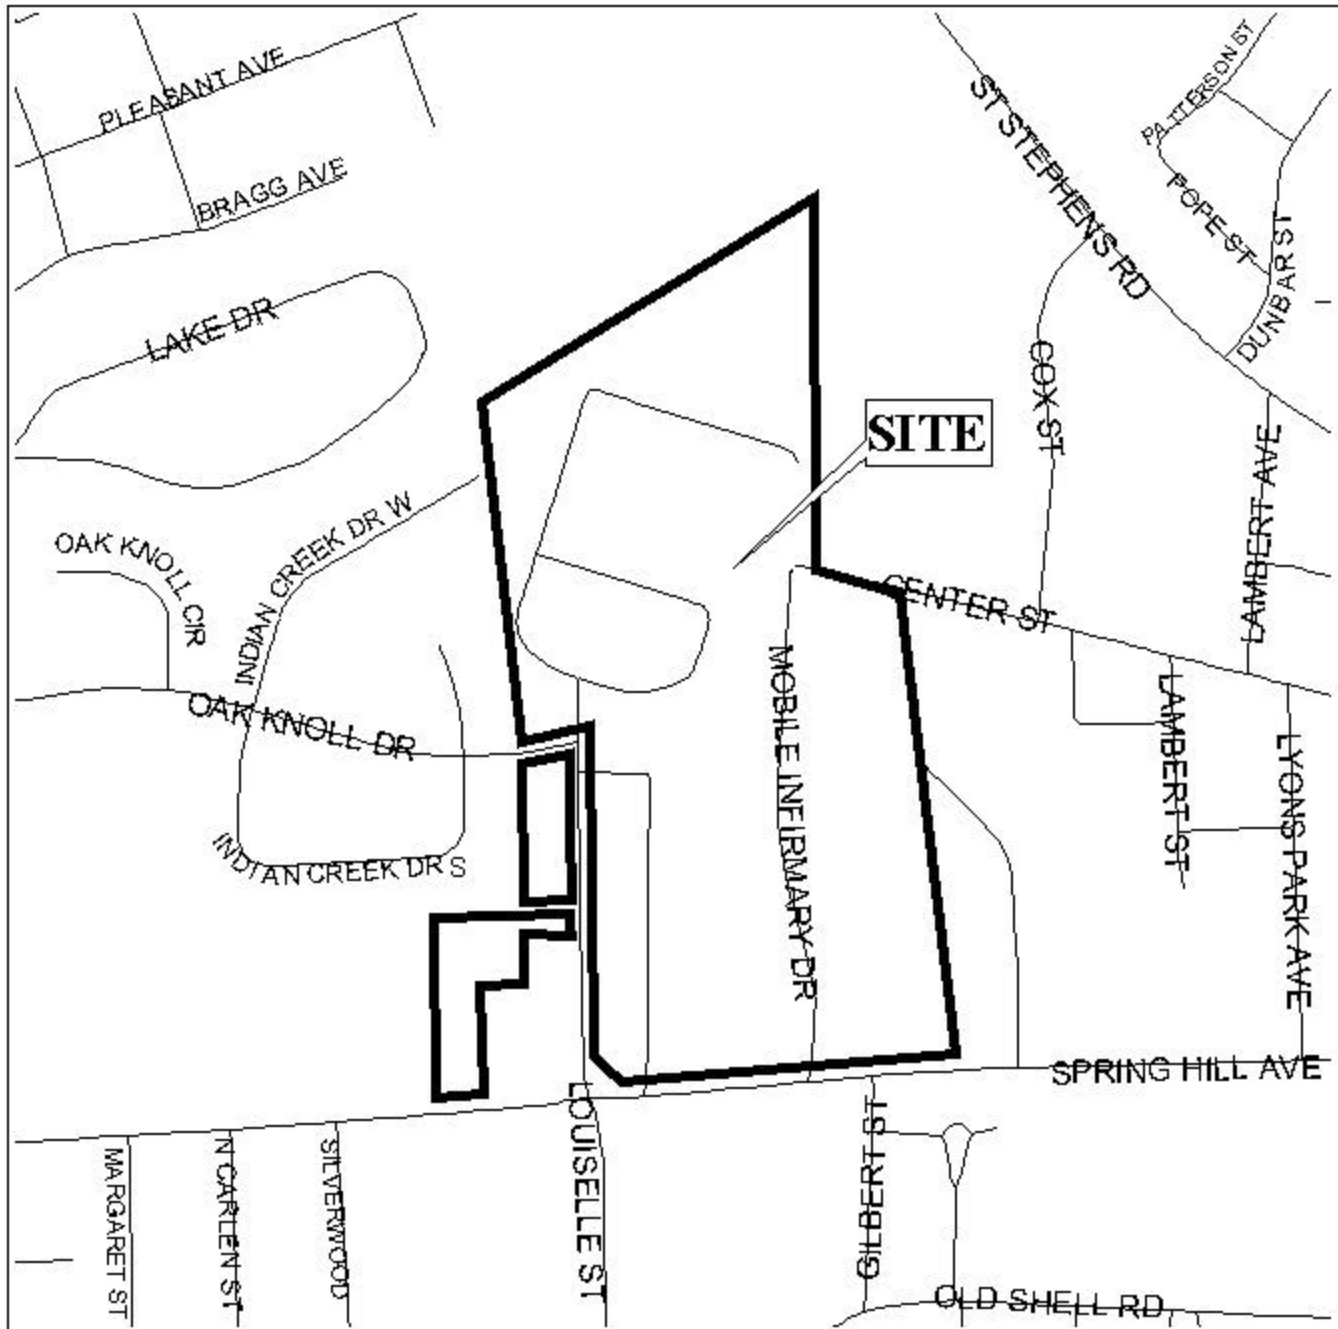 PLEASANT AVE
BRAGG AVE
LAKE DR
ST STEPHENS RD
PATTERSON ST
POPE ST
DUNBAR ST
COX ST
SITE
LAMBERT AVE
OAK KNOLL CIR
INDIAN CREEK DR W
CENTER ST
OAK KNOLL DR
MOBILE INFIRMARY DR
LAMBERT ST
LYONS PARK AVE
INDIAN CREEK DR S
SPRING HILL AVE
MARGARET ST
N CARLEN ST
SILVERWOOD
LOUISELLE ST
GILBERT ST
OLD SHELL RD